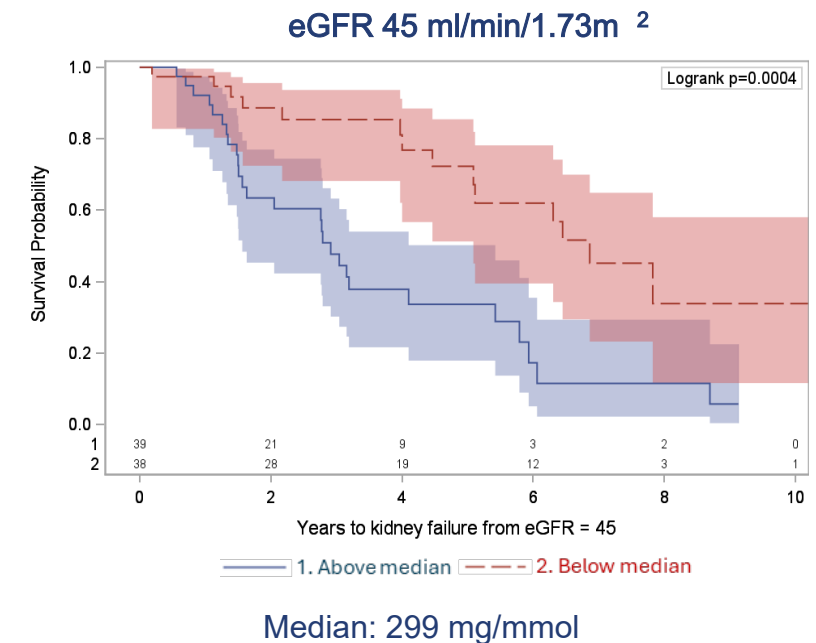 eGFR 45 ml/min/1.73m 2
Logrank p=0.0004
Survival Probability
1.0
0.8
0.6
0.4
0.2
0.0
1 39 21 9 3 2 0
2 38 28 19 12 3 1
0 2 4 6 8 10
Years to kidney failure from eGFR = 45
1. Above median 2. Below median
Median: 299 mg/mmol